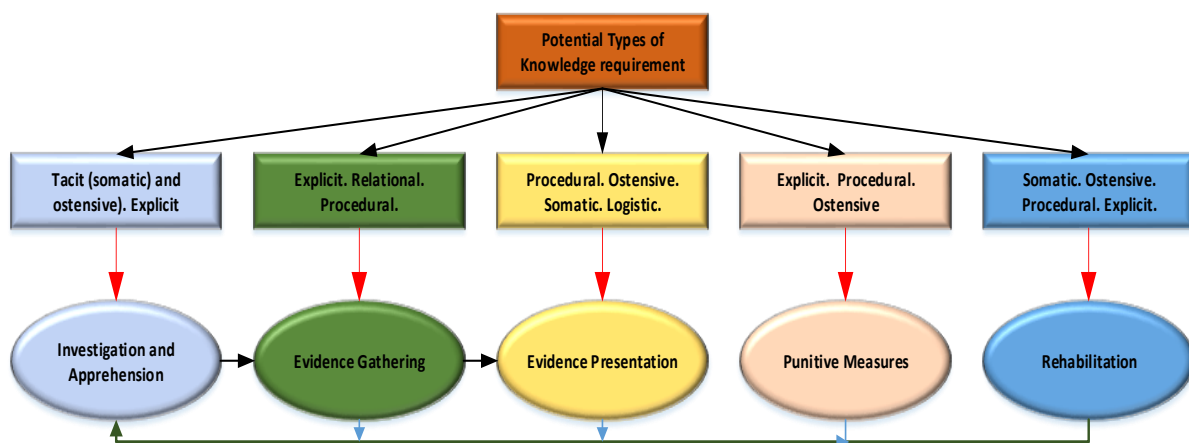 Potential Types of
Knowledge requirement
Tacit (somatic) and
ostensive). Explicit
Explicit. Relational.
Procedural.
Procedural. Ostensive.
Somatic. Logistic.
Explicit. Procedural.
Ostensive
Somatic. Ostensive.
Procedural. Explicit.
Investigation and
Apprehension
Evidence Gathering
Evidence Presentation
Punitive Measures
Rehabilitation